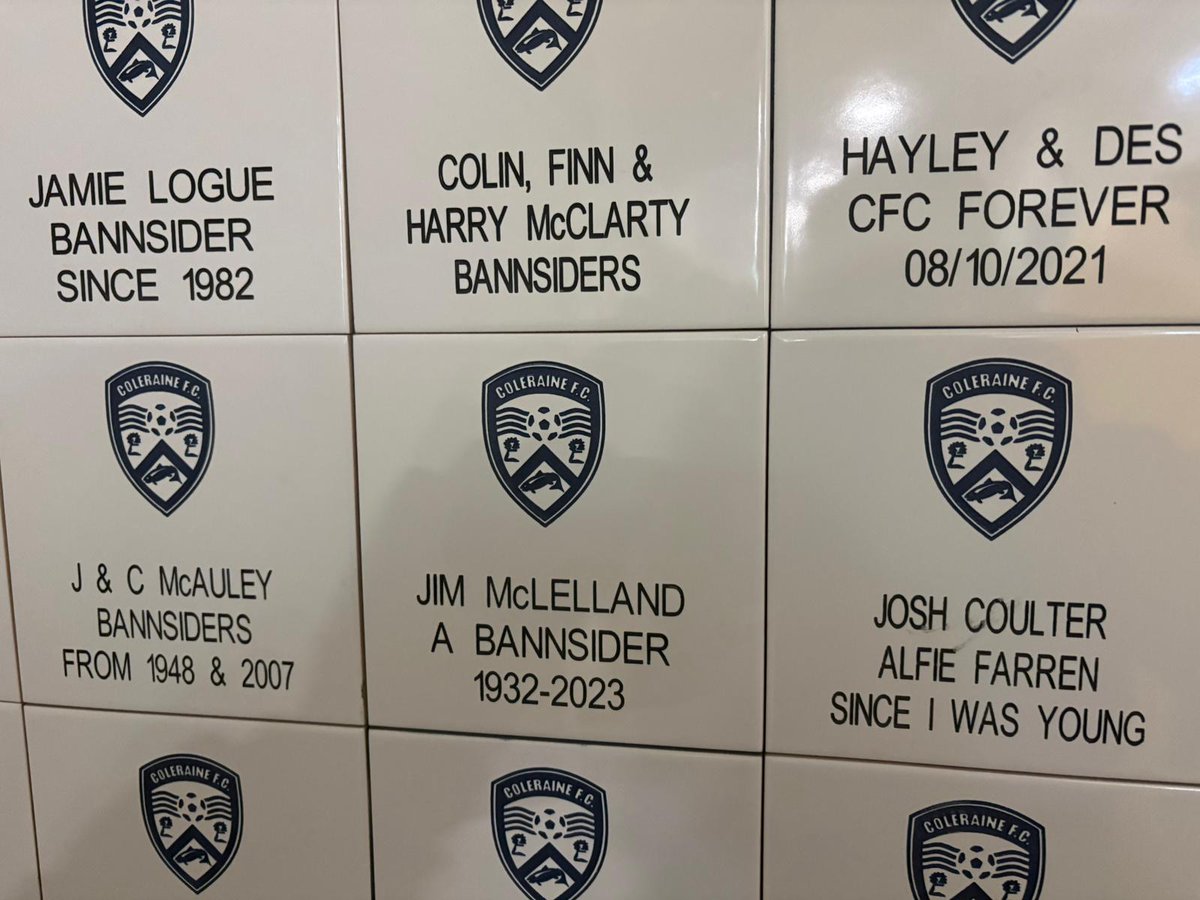 JAMIE LOGUE
BANNSIDER
SINCE 1982
COLIN, FINN &
HARRY McCLARTY
BANNSIDERS
HAYLEY & DES
CFC FOREVER
08/10/2021
COLERAINE F.C.
J & C McAULEY
BANNSIDERS
FROM 1948 & 2007
COLERAINE F.C.
JIM McLELLAND
A BANNSIDER
1932-2023
COLERAINE F.C.
JOSH COULTER
ALFIE FARREN
SINCE I WAS YOUNG
COLERAINE F.C.
COLERAINE F.C.
COLERAINE F.C.